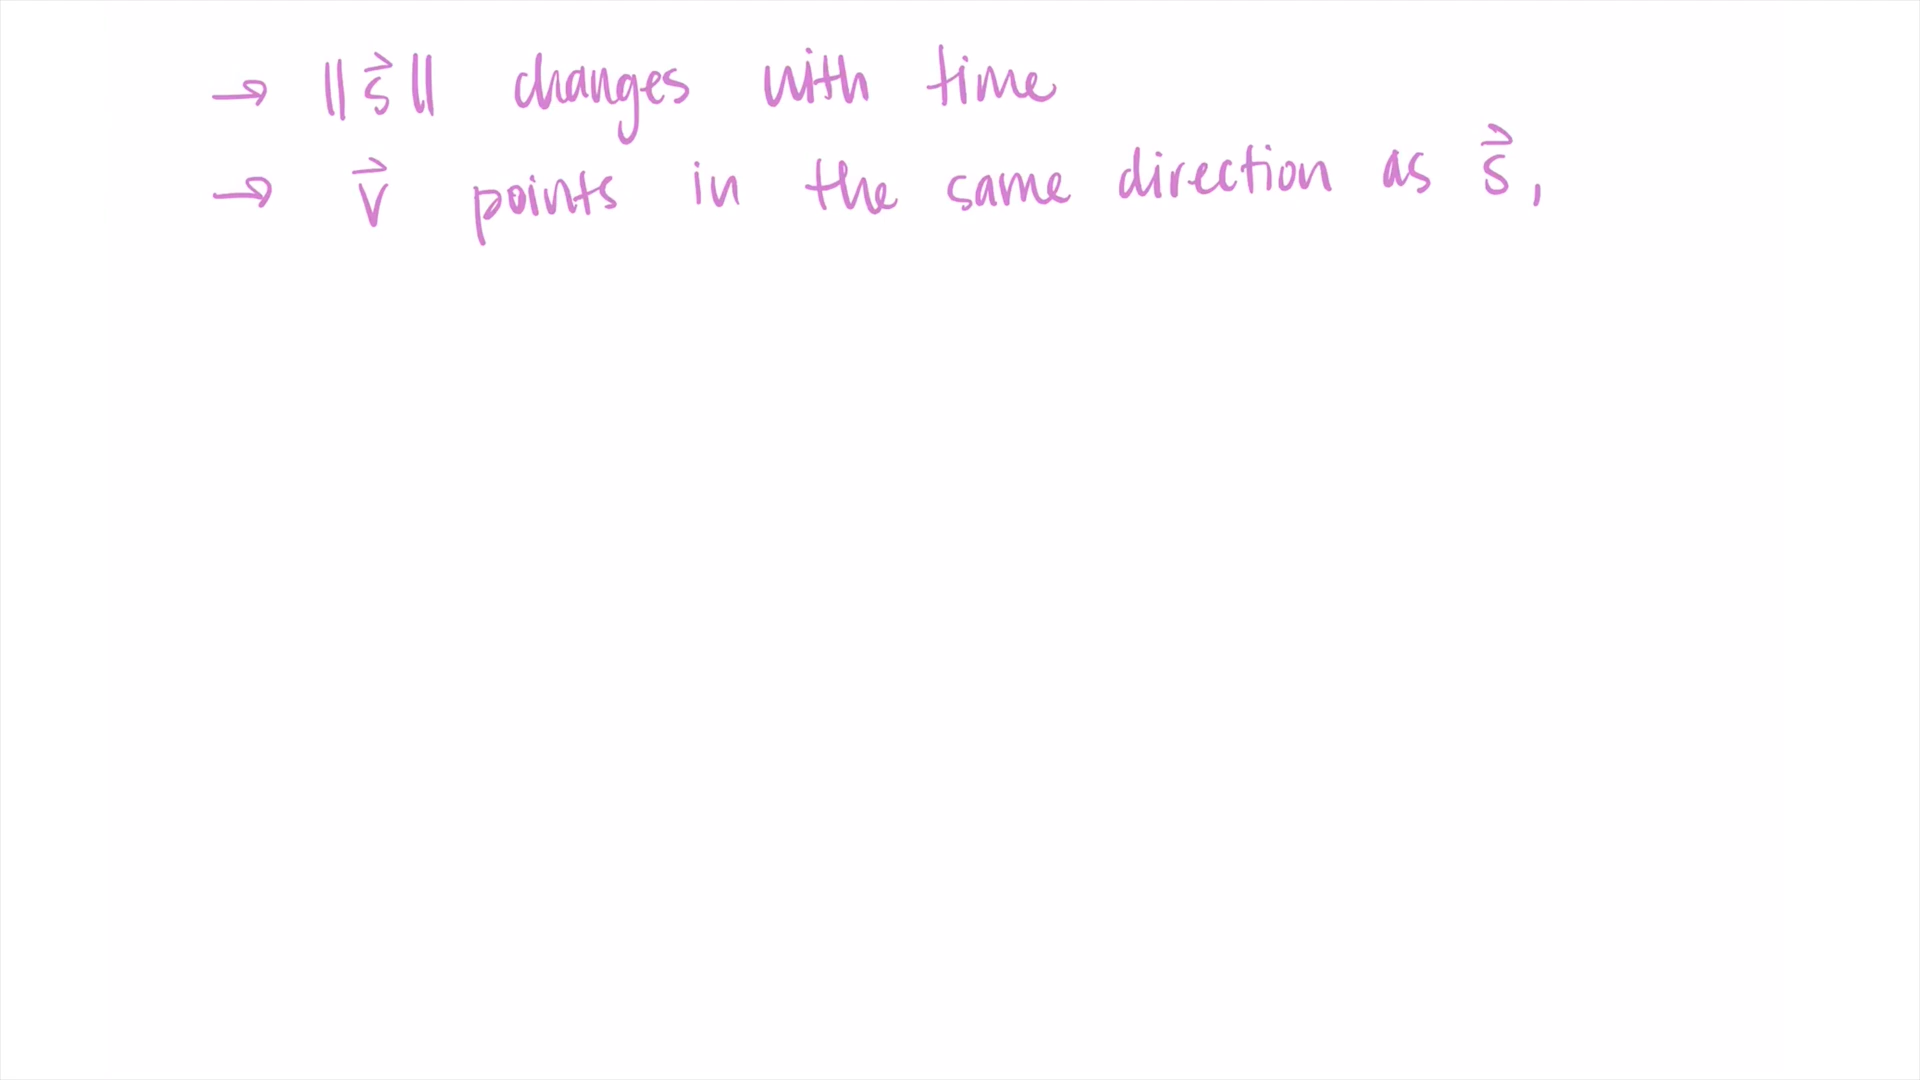 → ||s⃗|| changes with time
→ v⃗ points in the same direction as s⃗,